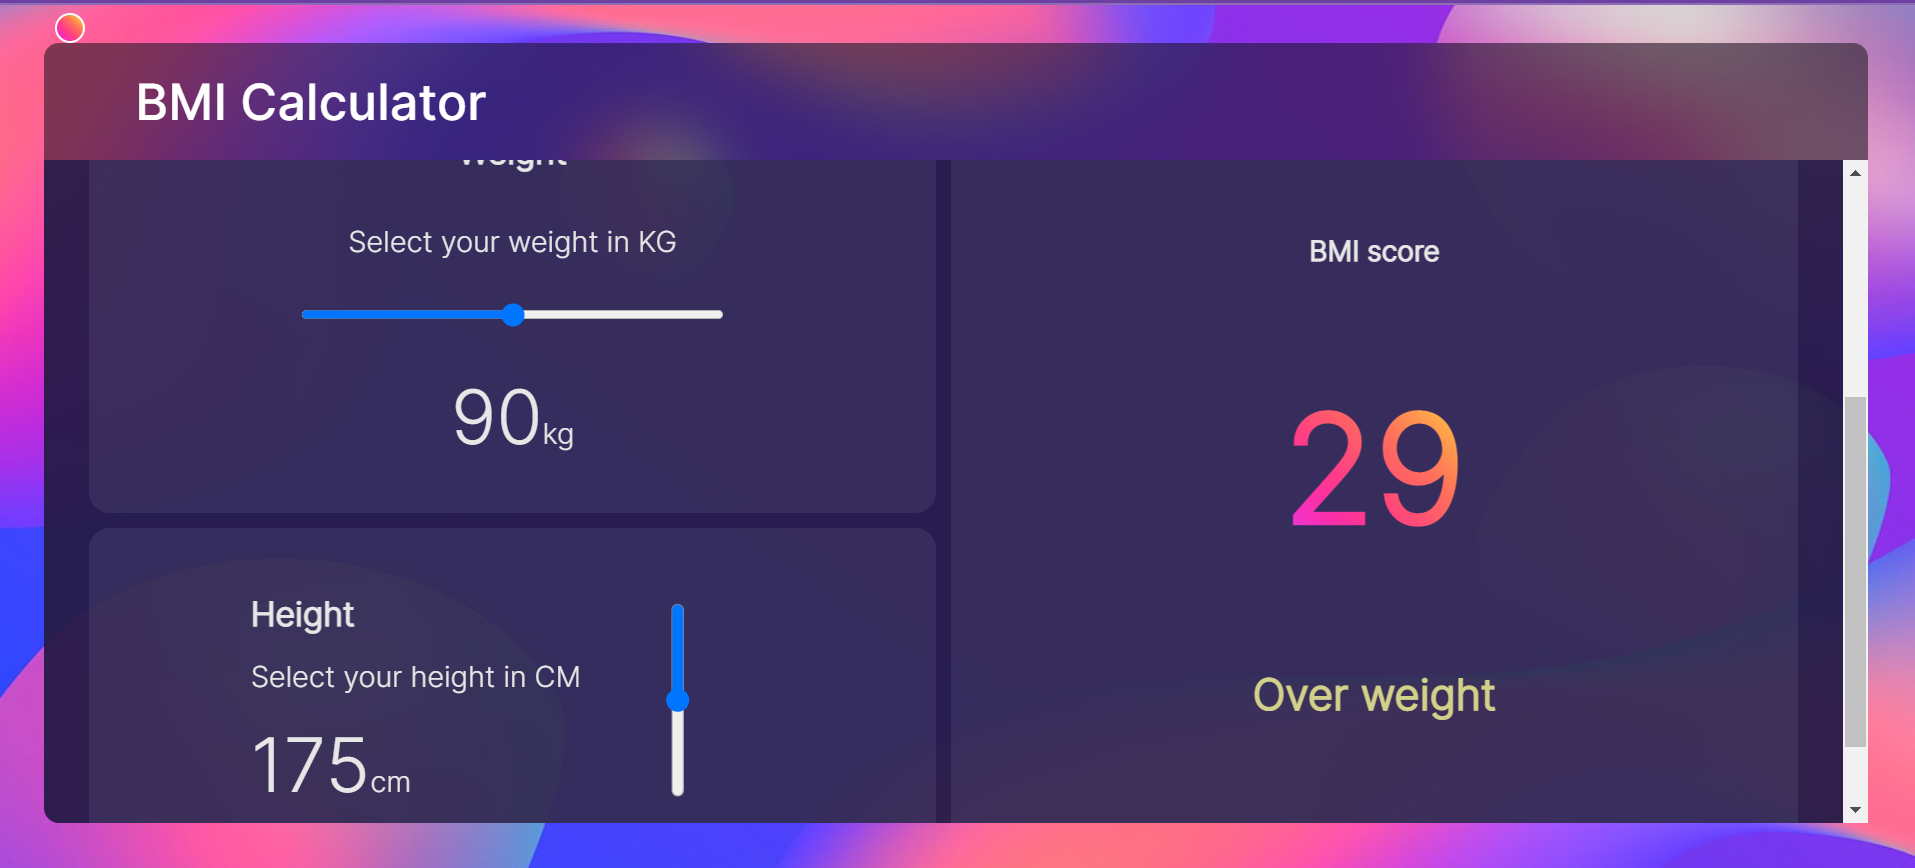 BMI Calculator
Weight
Select your weight in KG
90kg
Height
Select your height in CM
175cm
BMI score
29
Over weight